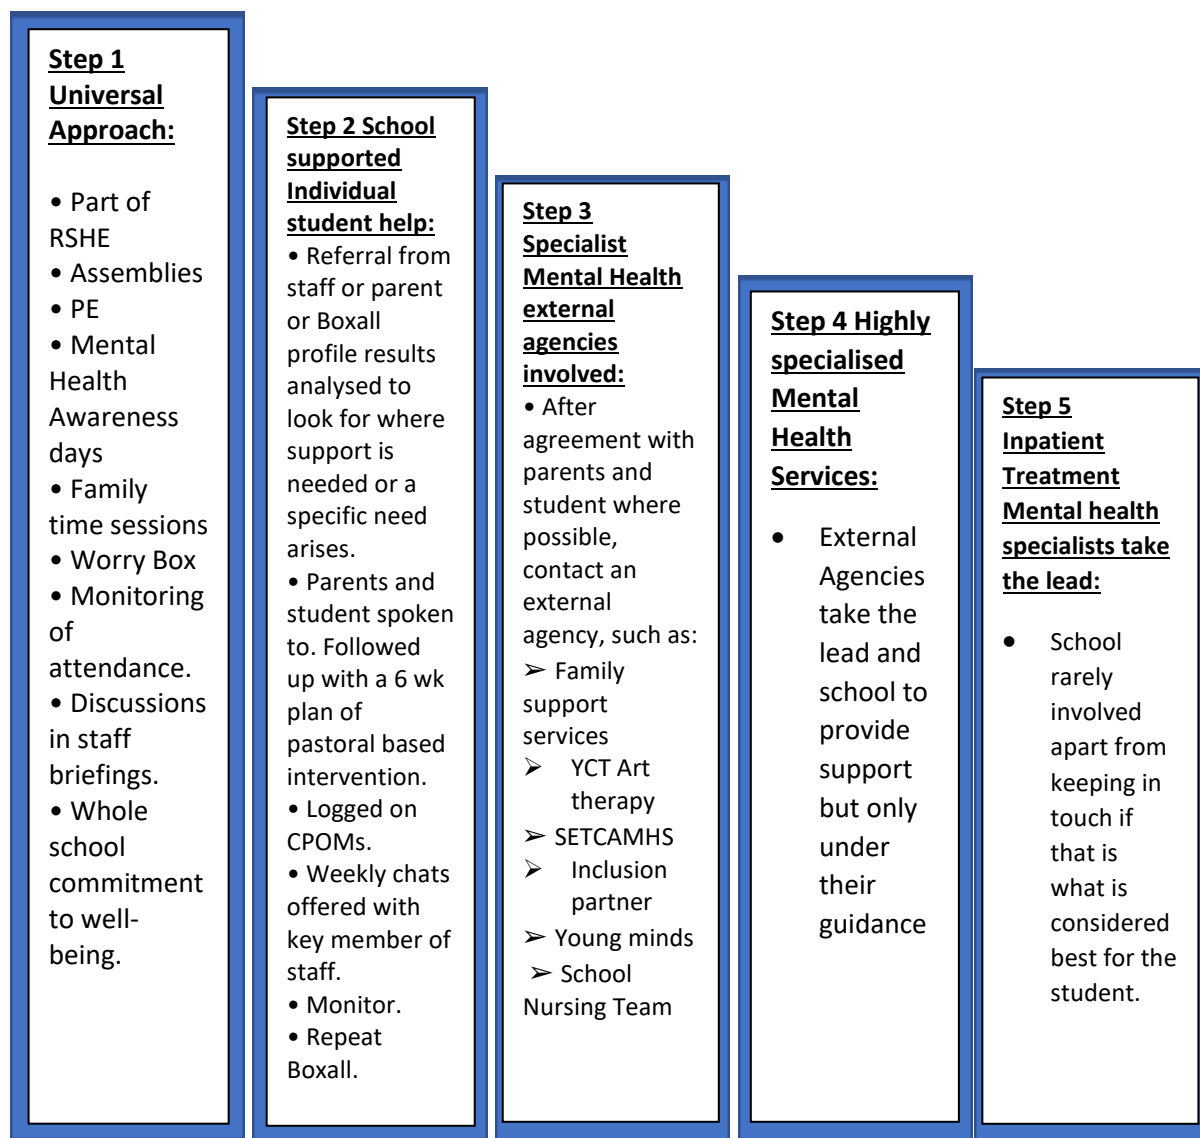 Step 1
Universal
Approach:
• Part of
RSHE
• Assemblies
• PE
• Mental
Health
Awareness
days
• Family
time sessions
• Worry Box
• Monitoring
of
attendance.
• Discussions
in staff
briefings.
• Whole
school
commitment
to well-
being.
Step 2 School
supported
Individual
student help:
• Referral from
staff or parent
or Boxall
profile results
analysed to
look for where
support is
needed or a
specific need
arises.
• Parents and
student spoken
to. Followed
up with a 6 wk
plan of
pastoral based
intervention.
• Logged on
CPOMs.
• Weekly chats
offered with
key member of
staff.
• Monitor.
• Repeat
Boxall.
Step 3
Specialist
Mental Health
external
agencies
involved:
• After
agreement with
parents and
student where
possible,
contact an
external
agency, such as:
➢ Family
support
services
➢ YCT Art
therapy
➢ SETCAMHS
➢ Inclusion
partner
➢ Young minds
➢ School
Nursing Team
Step 4 Highly
specialised
Mental
Health
Services:
• External
Agencies
take the
lead and
school to
provide
support
but only
under
their
guidance
Step 5
Inpatient
Treatment
Mental health
specialists take
the lead:
• School
rarely
involved
apart from
keeping in
touch if
that is
what is
considered
best for the
student.